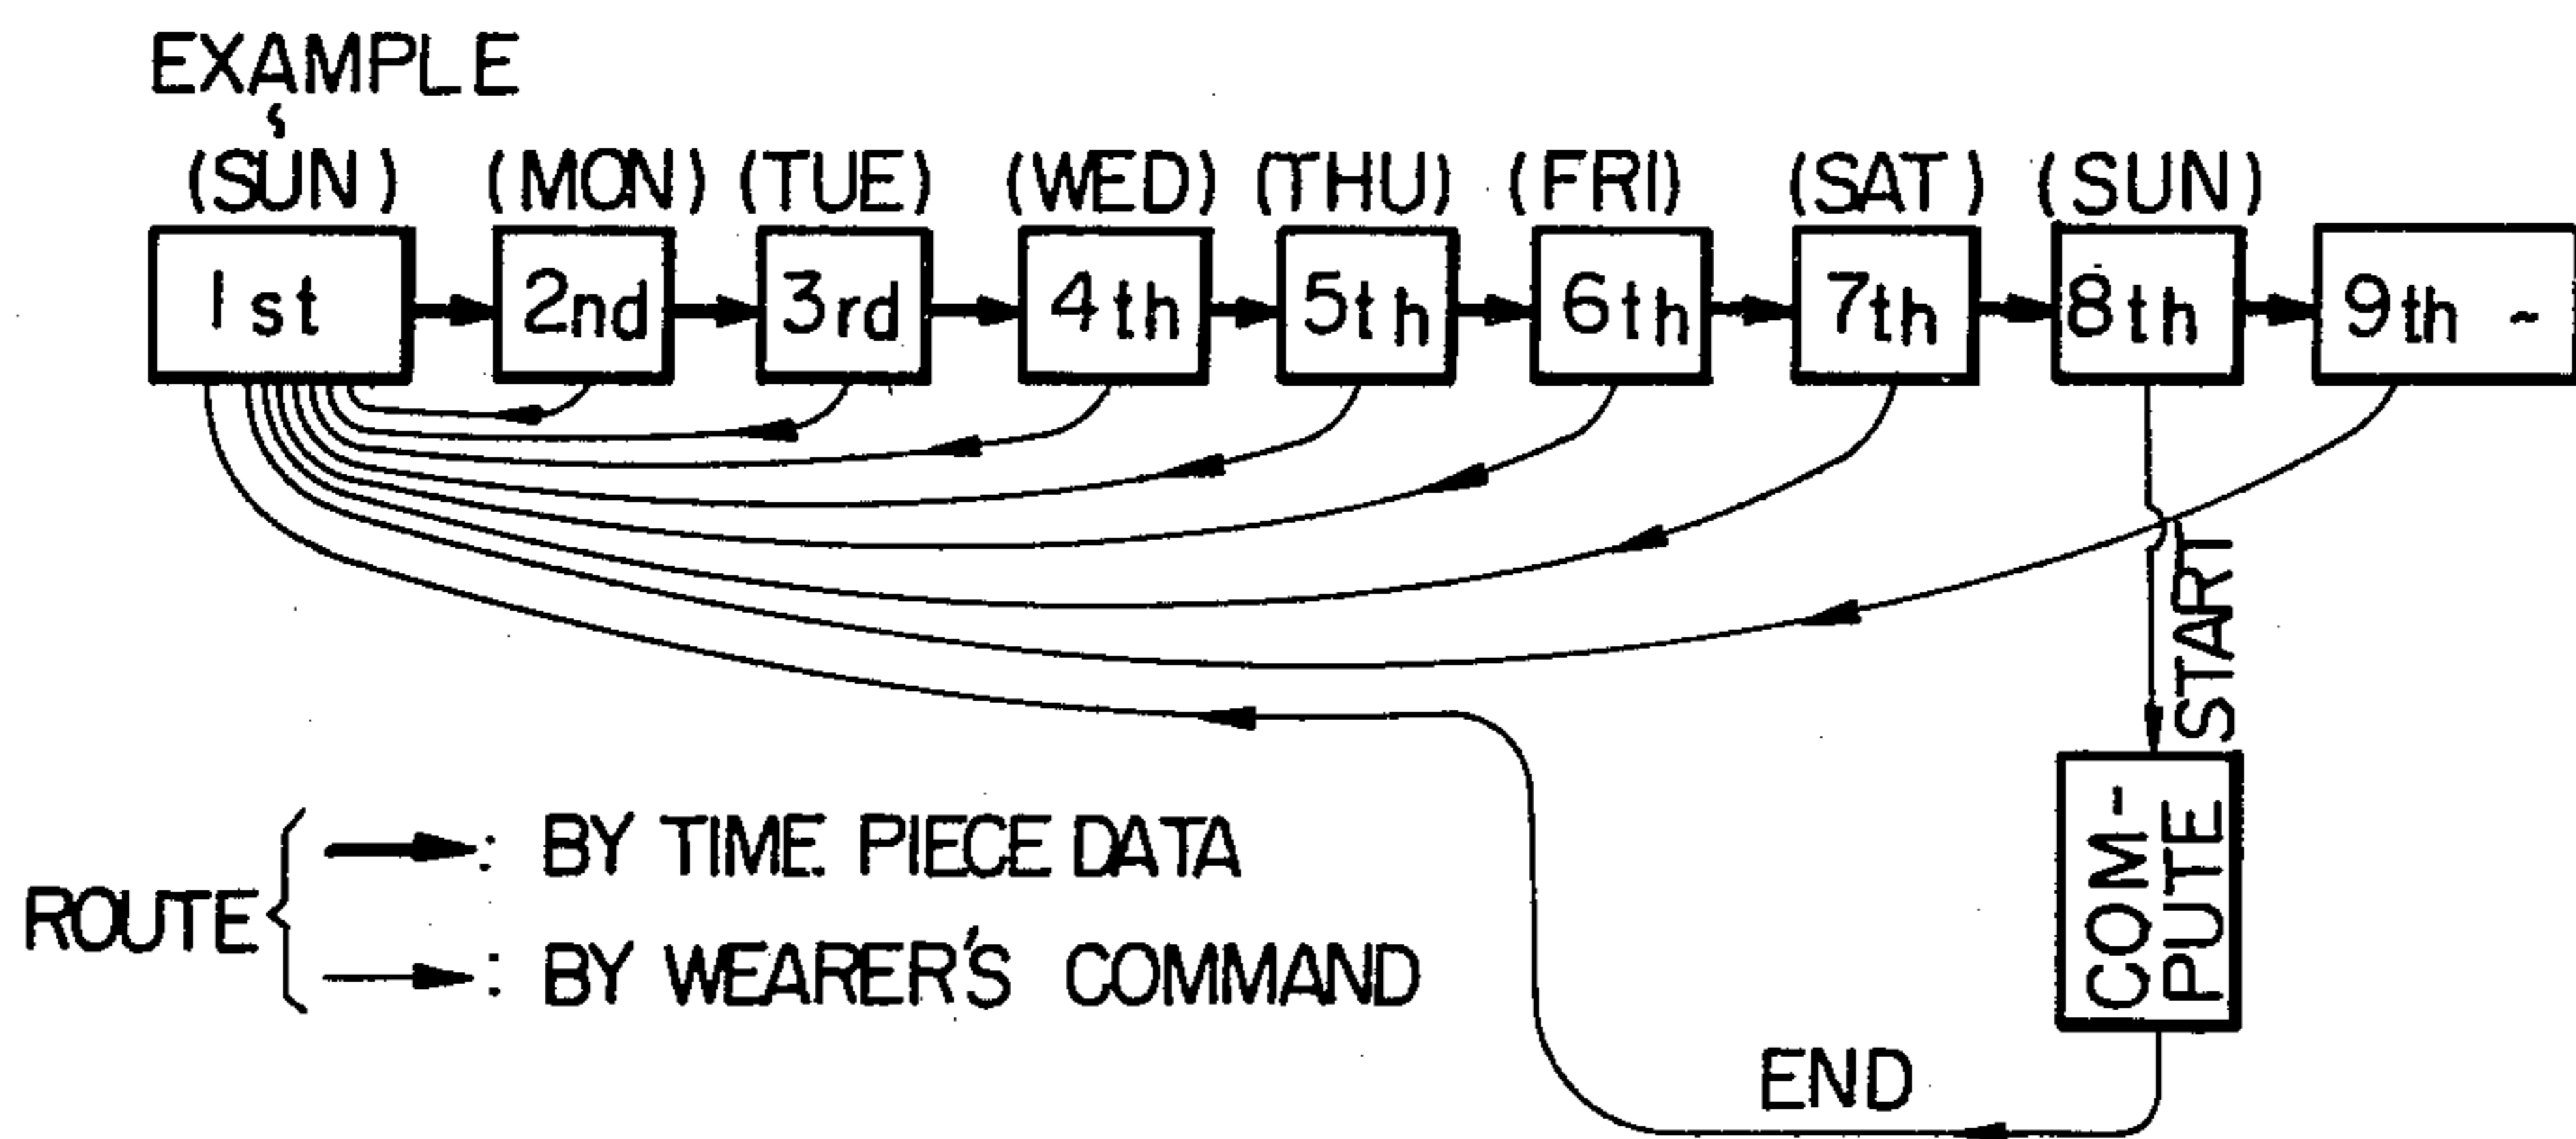 EXAMPLE
(SUN) (MON) (TUE) (WED) (THU) (FRI) (SAT) (SUN)
1st 2nd 3rd 4th 5th 6th 7th 8th 9th ~
START
COM-
PUTE
END
ROUTE
: BY TIME PIECE DATA
: BY WEARER'S COMMAND